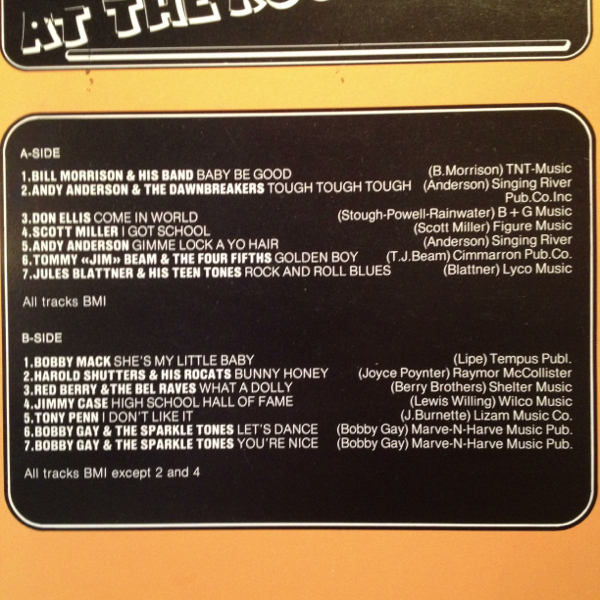 AT THE
A-SIDE
1.BILL MORRISON & HIS BAND BABY BE GOOD (B.Morrison) TNT-Music
2.ANDY ANDERSON & THE DAWNBREAKERS TOUGH TOUGH TOUGH (Anderson) Singing River
Pub.Co.Inc
3.DON ELLIS COME IN WORLD (Stough-Powell-Rainwater) B + G Music
4.SCOTT MILLER I GOT SCHOOL (Scott Miller) Figure Music
5.ANDY ANDERSON GIMME LOCK A YO HAIR (Anderson) Singing River
6.TOMMY «JIM» BEAM & THE FOUR FIFTHS GOLDEN BOY (T.J.Beam) Cimmarron Pub.Co.
7.JULES BLATTNER & HIS TEEN TONES ROCK AND ROLL BLUES (Blattner) Lyco Music
All tracks BMI
B-SIDE
1.BOBBY MACK SHE'S MY LITTLE BABY (Lipe) Tempus Publ.
2.HAROLD SHUTTERS & HIS ROCATS BUNNY HONEY (Joyce Poynter) Raymor McCollister
3.RED BERRY &THE BEL RAVES WHAT A DOLLY (Berry Brothers) Shelter Music
4.JIMMY CASE HIGH SCHOOL HALL OF FAME (Lewis Willing) Wilco Music
5.TONY PENN I DON'T LIKE IT (J.Burnette) Lizam Music Co.
6.BOBBY GAY & THE SPARKLE TONES LET'S DANCE (Bobby Gay) Marve-N-Harve Music Pub.
7.BOBBY GAY & THE SPARKLE TONES YOU'RE NICE (Bobby Gay) Marve-N-Harve Music Pub.
All tracks BMI except 2 and 4